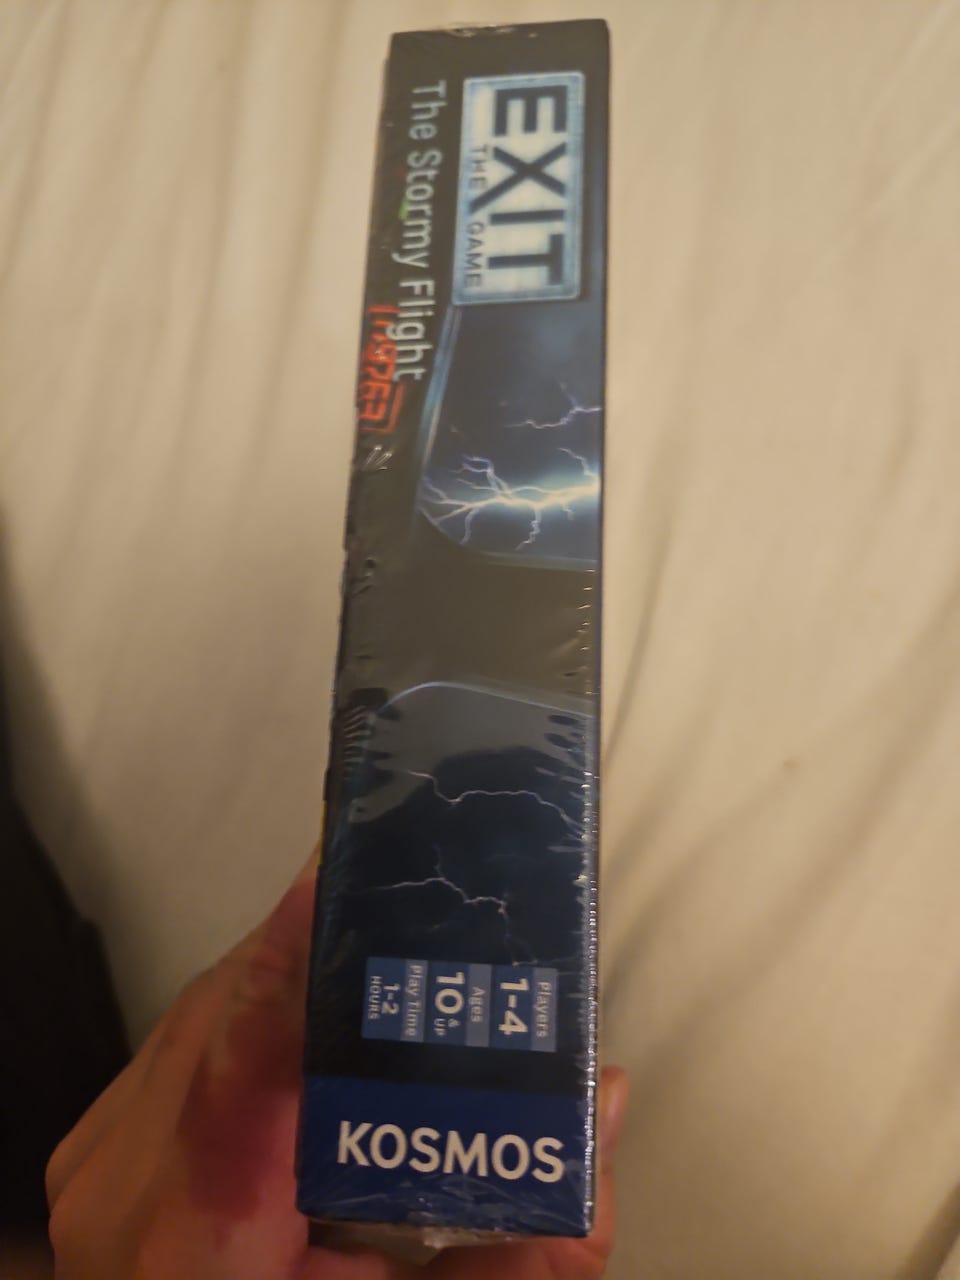 EXIT
THE GAME
The Stormy Flight
Players
1-4
Ages
10 & UP
Play Time
1-2
HOURS
KOSMOS